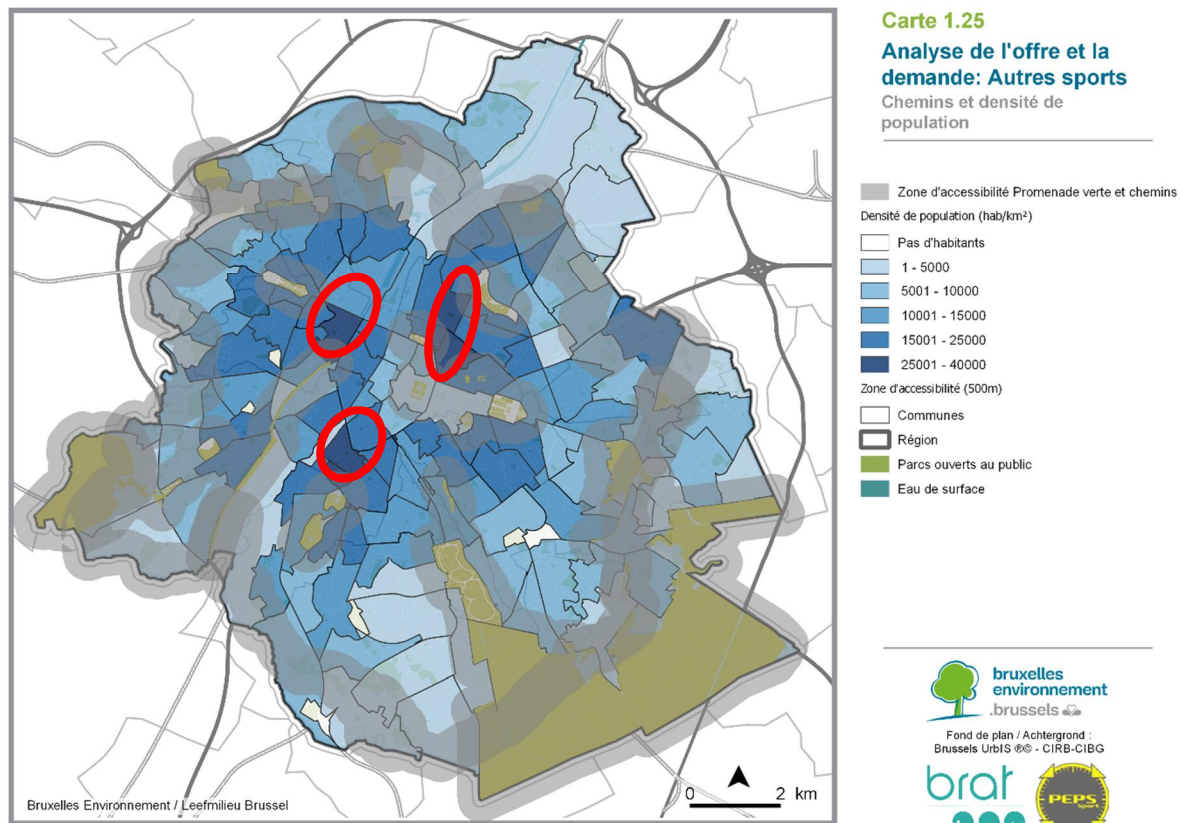 Carte 1.25
Analyse de l'offre et la
demande: Autres sports
Chemins et densité de
population
Zone d'accessibilité Promenade verte et chemins
Densité de population (hab/km²)
Pas d'habitants
1 - 5000
5001 - 10000
10001 - 15000
15001 - 25000
25001 - 40000
Zone d'accessibilité (500m)
Communes
Région
Parcs ouverts au public
Eau de surface
bruxelles
environnement
.brussels
Fond de plan / Achtergrond :
Brussels UrbIS ®© - CIRB-CIBG
brat
PEPS
Sport
Bruxelles Environnement / Leefmilieu Brussel
0 2 km